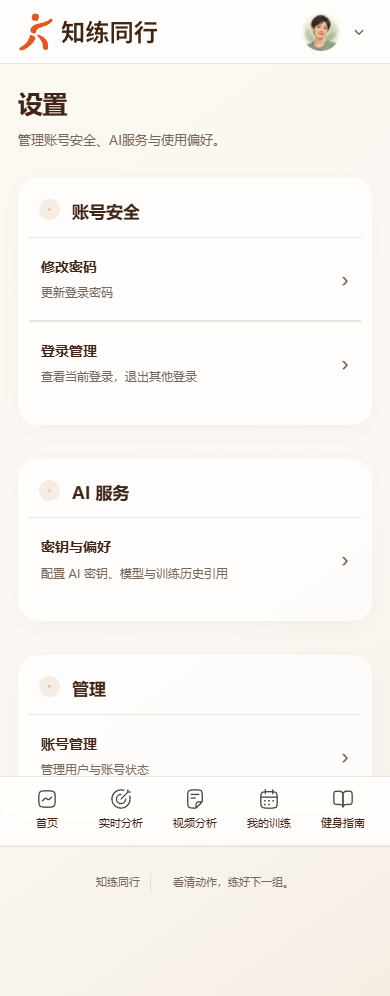 知练同行
设置
管理账号安全、AI服务与使用偏好。
账号安全
修改密码
更新登录密码
登录管理
查看当前登录，退出其他登录
AI 服务
密钥与偏好
配置 AI 密钥、模型与训练历史引用
管理
账号管理
管理用户与账号状态
首页
实时分析
视频分析
我的训练
健身指南
知练同行
看清动作，练好下一组。